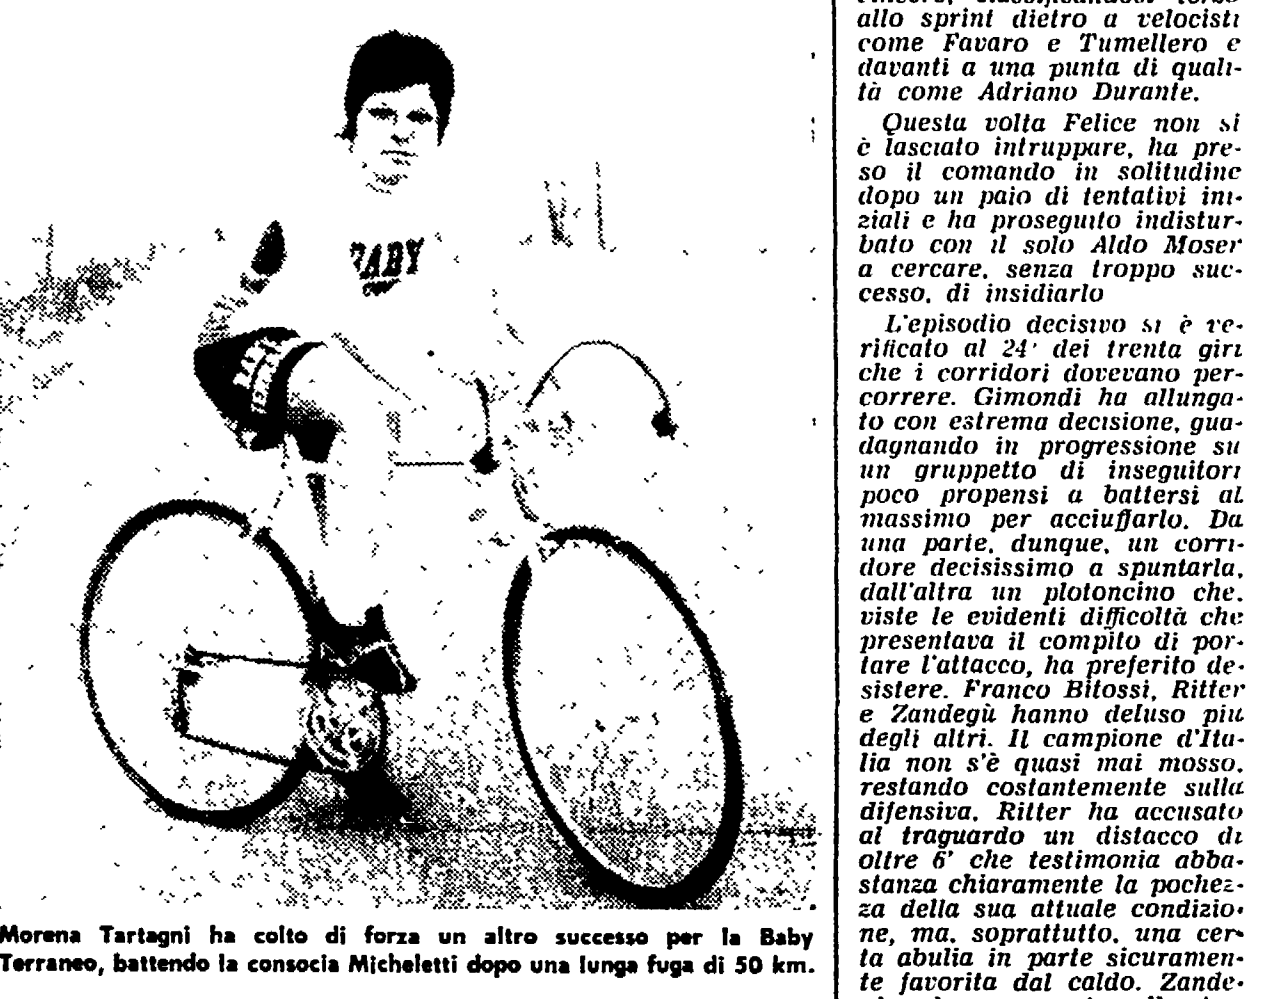 BABY
Morena Tartagni ha colto di forza un altro successo per la Baby
Terraneo, battendo la consocia Micheletti dopo una lunga fuga di 50 km.
allo sprint dietro a velocisti
come Favaro e Tumellero e
davanti a una punta di quali-
tà come Adriano Durante.
Questa volta Felice non si
è lasciato intruppare, ha pre-
so il comando in solitudine
dopo un paio di tentativi ini-
ziali e ha proseguito indistur-
bato con il solo Aldo Moser
a cercare, senza troppo suc-
cesso, di insidiarlo
L'episodio decisivo si è ve-
rificato al 24' dei trenta giri
che i corridori dovevano per-
correre. Gimondi ha allunga-
to con estrema decisione, gua-
dagnando in progressione su
un gruppetto di inseguitori
poco propensi a battersi al
massimo per acciuffarlo. Da
una parte, dunque, un corri-
dore decisissimo a spuntarla,
dall'altra un plotoncino che,
viste le evidenti difficoltà che
presentava il compito di por-
tare l'attacco, ha preferito de-
sistere. Franco Bitossi, Ritter
e Zandegù hanno deluso più
degli altri. Il campione d'Ita-
lia non s'è quasi mai mosso,
restando costantemente sulla
difensiva. Ritter ha accusato
al traguardo un distacco di
oltre 6' che testimonia abba-
stanza chiaramente la pochez-
za della sua attuale condizio-
ne, ma, soprattutto, una cer-
ta abulia in parte sicuramen-
te favorita dal caldo. Zande-